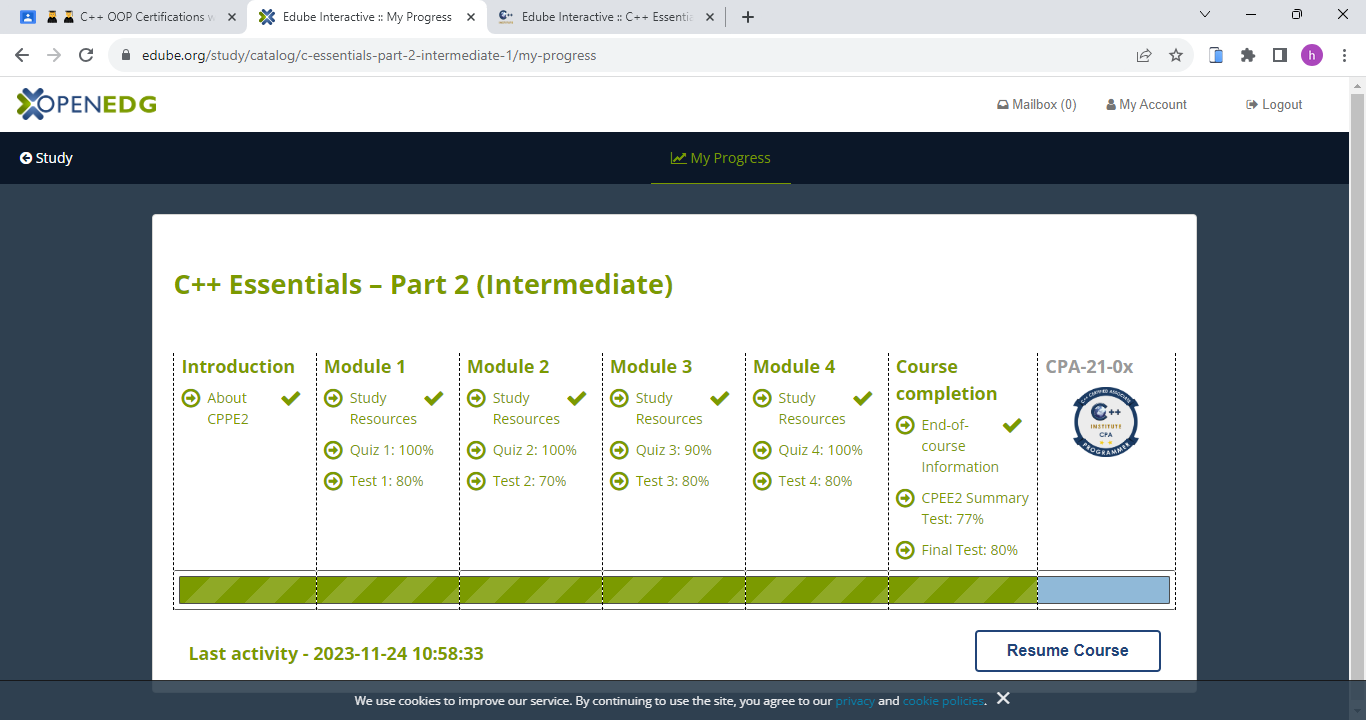 C++ OOP Certifications w
Edube Interactive :: My Progress
Edube Interactive :: C++ Essentia
edube.org/study/catalog/c-essentials-part-2-intermediate-1/my-progress
h
OPENEDG
Mailbox (0)
My Account
Logout
Study
My Progress
C++ Essentials – Part 2 (Intermediate)
Introduction
About
CPPE2
Module 1
Study
Resources
Quiz 1: 100%
Test 1: 80%
Module 2
Study
Resources
Quiz 2: 100%
Test 2: 70%
Module 3
Study
Resources
Quiz 3: 90%
Test 3: 80%
Module 4
Study
Resources
Quiz 4: 100%
Test 4: 80%
Course
completion
End-of-
course
Information
CPEE2 Summary
Test: 77%
Final Test: 80%
CPA-21-0x
C++ CERTIFIED ASSOCIATE
C++
INSTITUTE
CPA
PROGRAMMER
Last activity - 2023-11-24 10:58:33
Resume Course
We use cookies to improve our service. By continuing to use the site, you agree to our privacy and cookie policies.